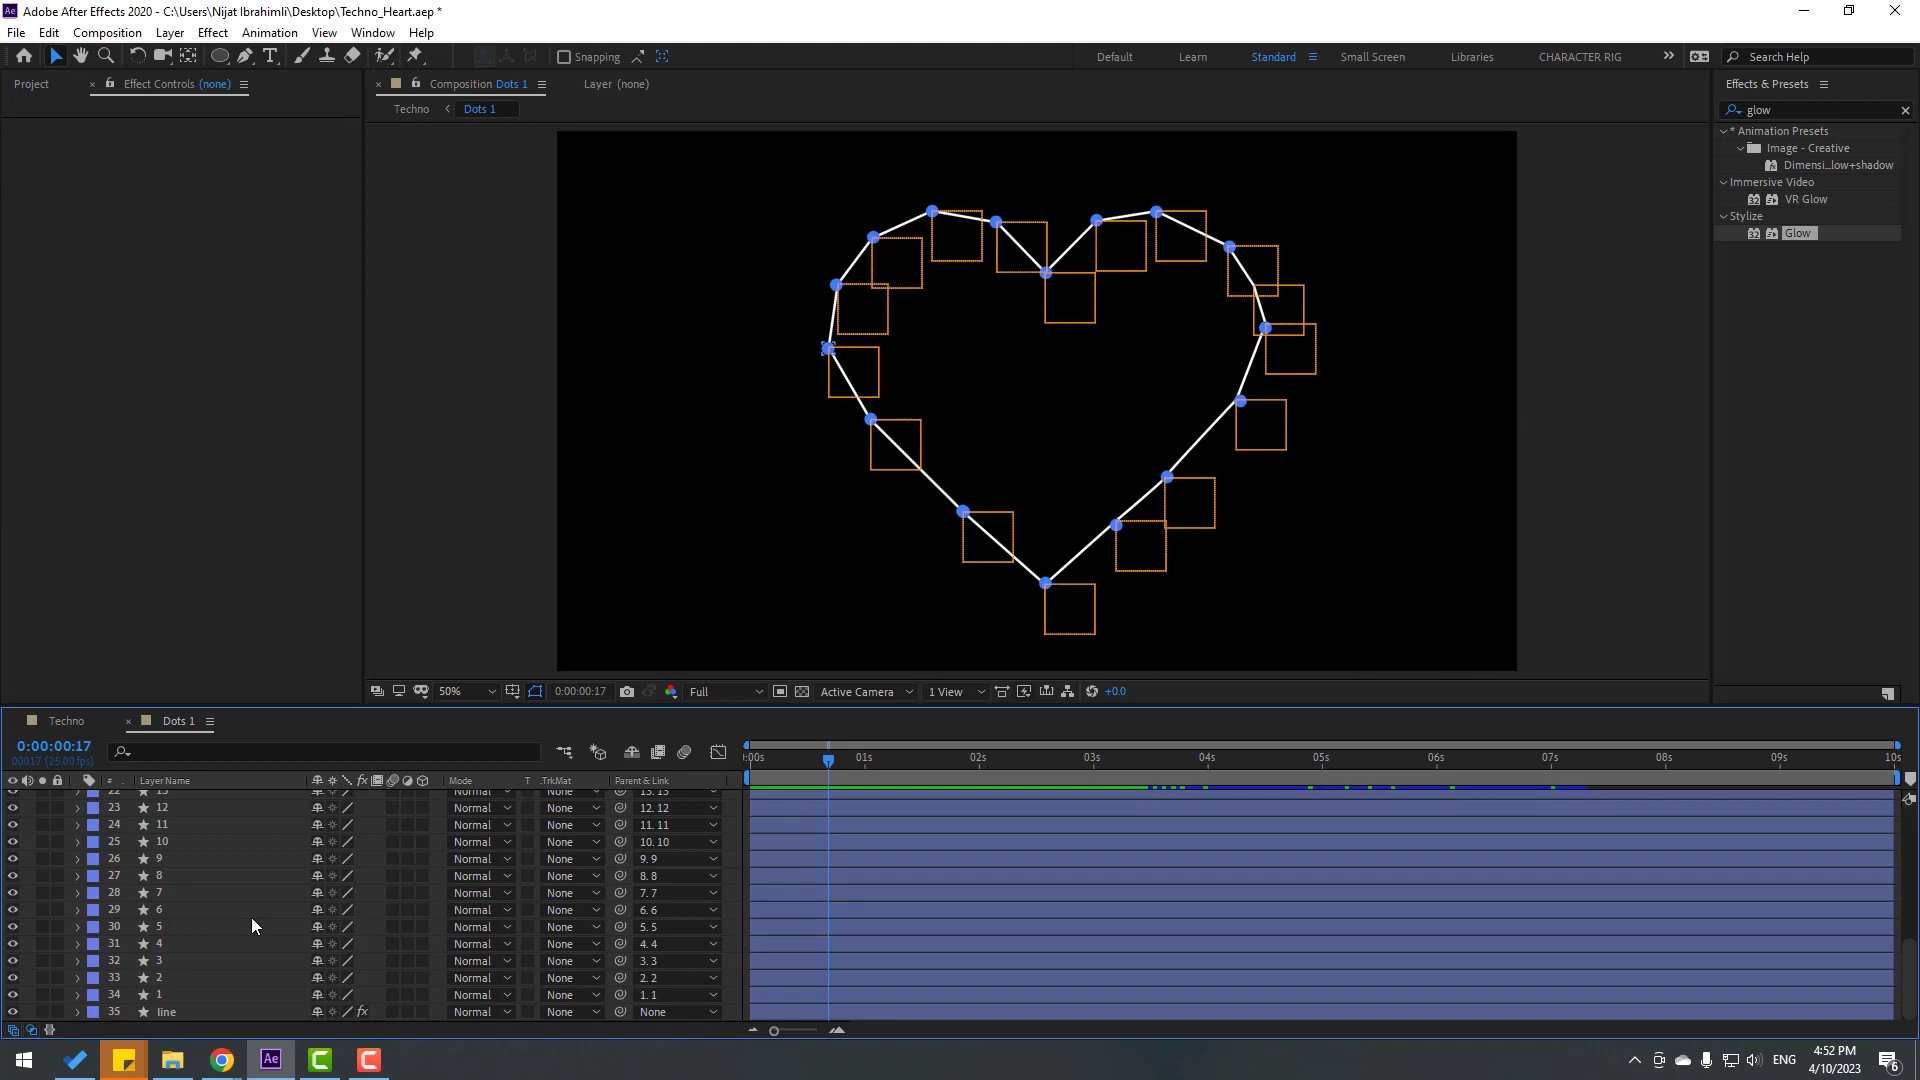 Adobe After Effects 2020 - C:\Users\Nijat Ibrahimli\Desktop\Techno_Heart.aep *
File Edit Composition Layer Effect Animation View Window Help
Snapping Default Learn Standard Small Screen Libraries CHARACTER RIG Search Help
Project Effect Controls (none) Composition Dots 1 Layer (none) Effects & Presets
Techno Dots 1
glow
* Animation Presets
Image - Creative
Dimensi...low+shadow
Immersive Video
VR Glow
Stylize
Glow
50% 0:00:00:17 Full Active Camera 1 View +0.0
Techno Dots 1
0:00:00:17
00017 (25.00 fps)
:00s 01s 02s 03s 04s 05s 06s 07s 08s 09s 10s
# Layer Name Mode T .TrkMat Parent & Link
22 13 Normal None 13. 13
23 12 Normal None 12. 12
24 11 Normal None 11. 11
25 10 Normal None 10. 10
26 9 Normal None 9. 9
27 8 Normal None 8. 8
28 7 Normal None 7. 7
29 6 Normal None 6. 6
30 5 Normal None 5. 5
31 4 Normal None 4. 4
32 3 Normal None 3. 3
33 2 Normal None 2. 2
34 1 Normal None 1. 1
35 line Normal None None
ENG 4:52 PM
4/10/2023 6